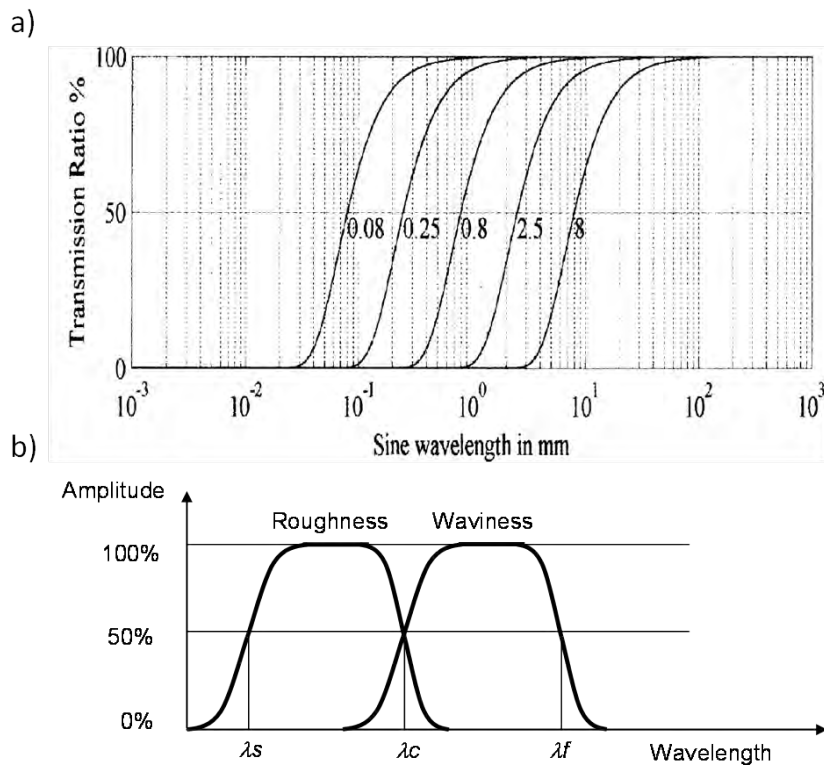 a)
Transmission Ratio %
100
50
0
0.08 0.25 0.8 2.5 8
10⁻³ 10⁻² 10⁻¹ 10⁰ 10¹ 10² 10³
Sine wavelength in mm
b)
Amplitude
Roughness Waviness
100%
50%
0%
λs λc λf Wavelength